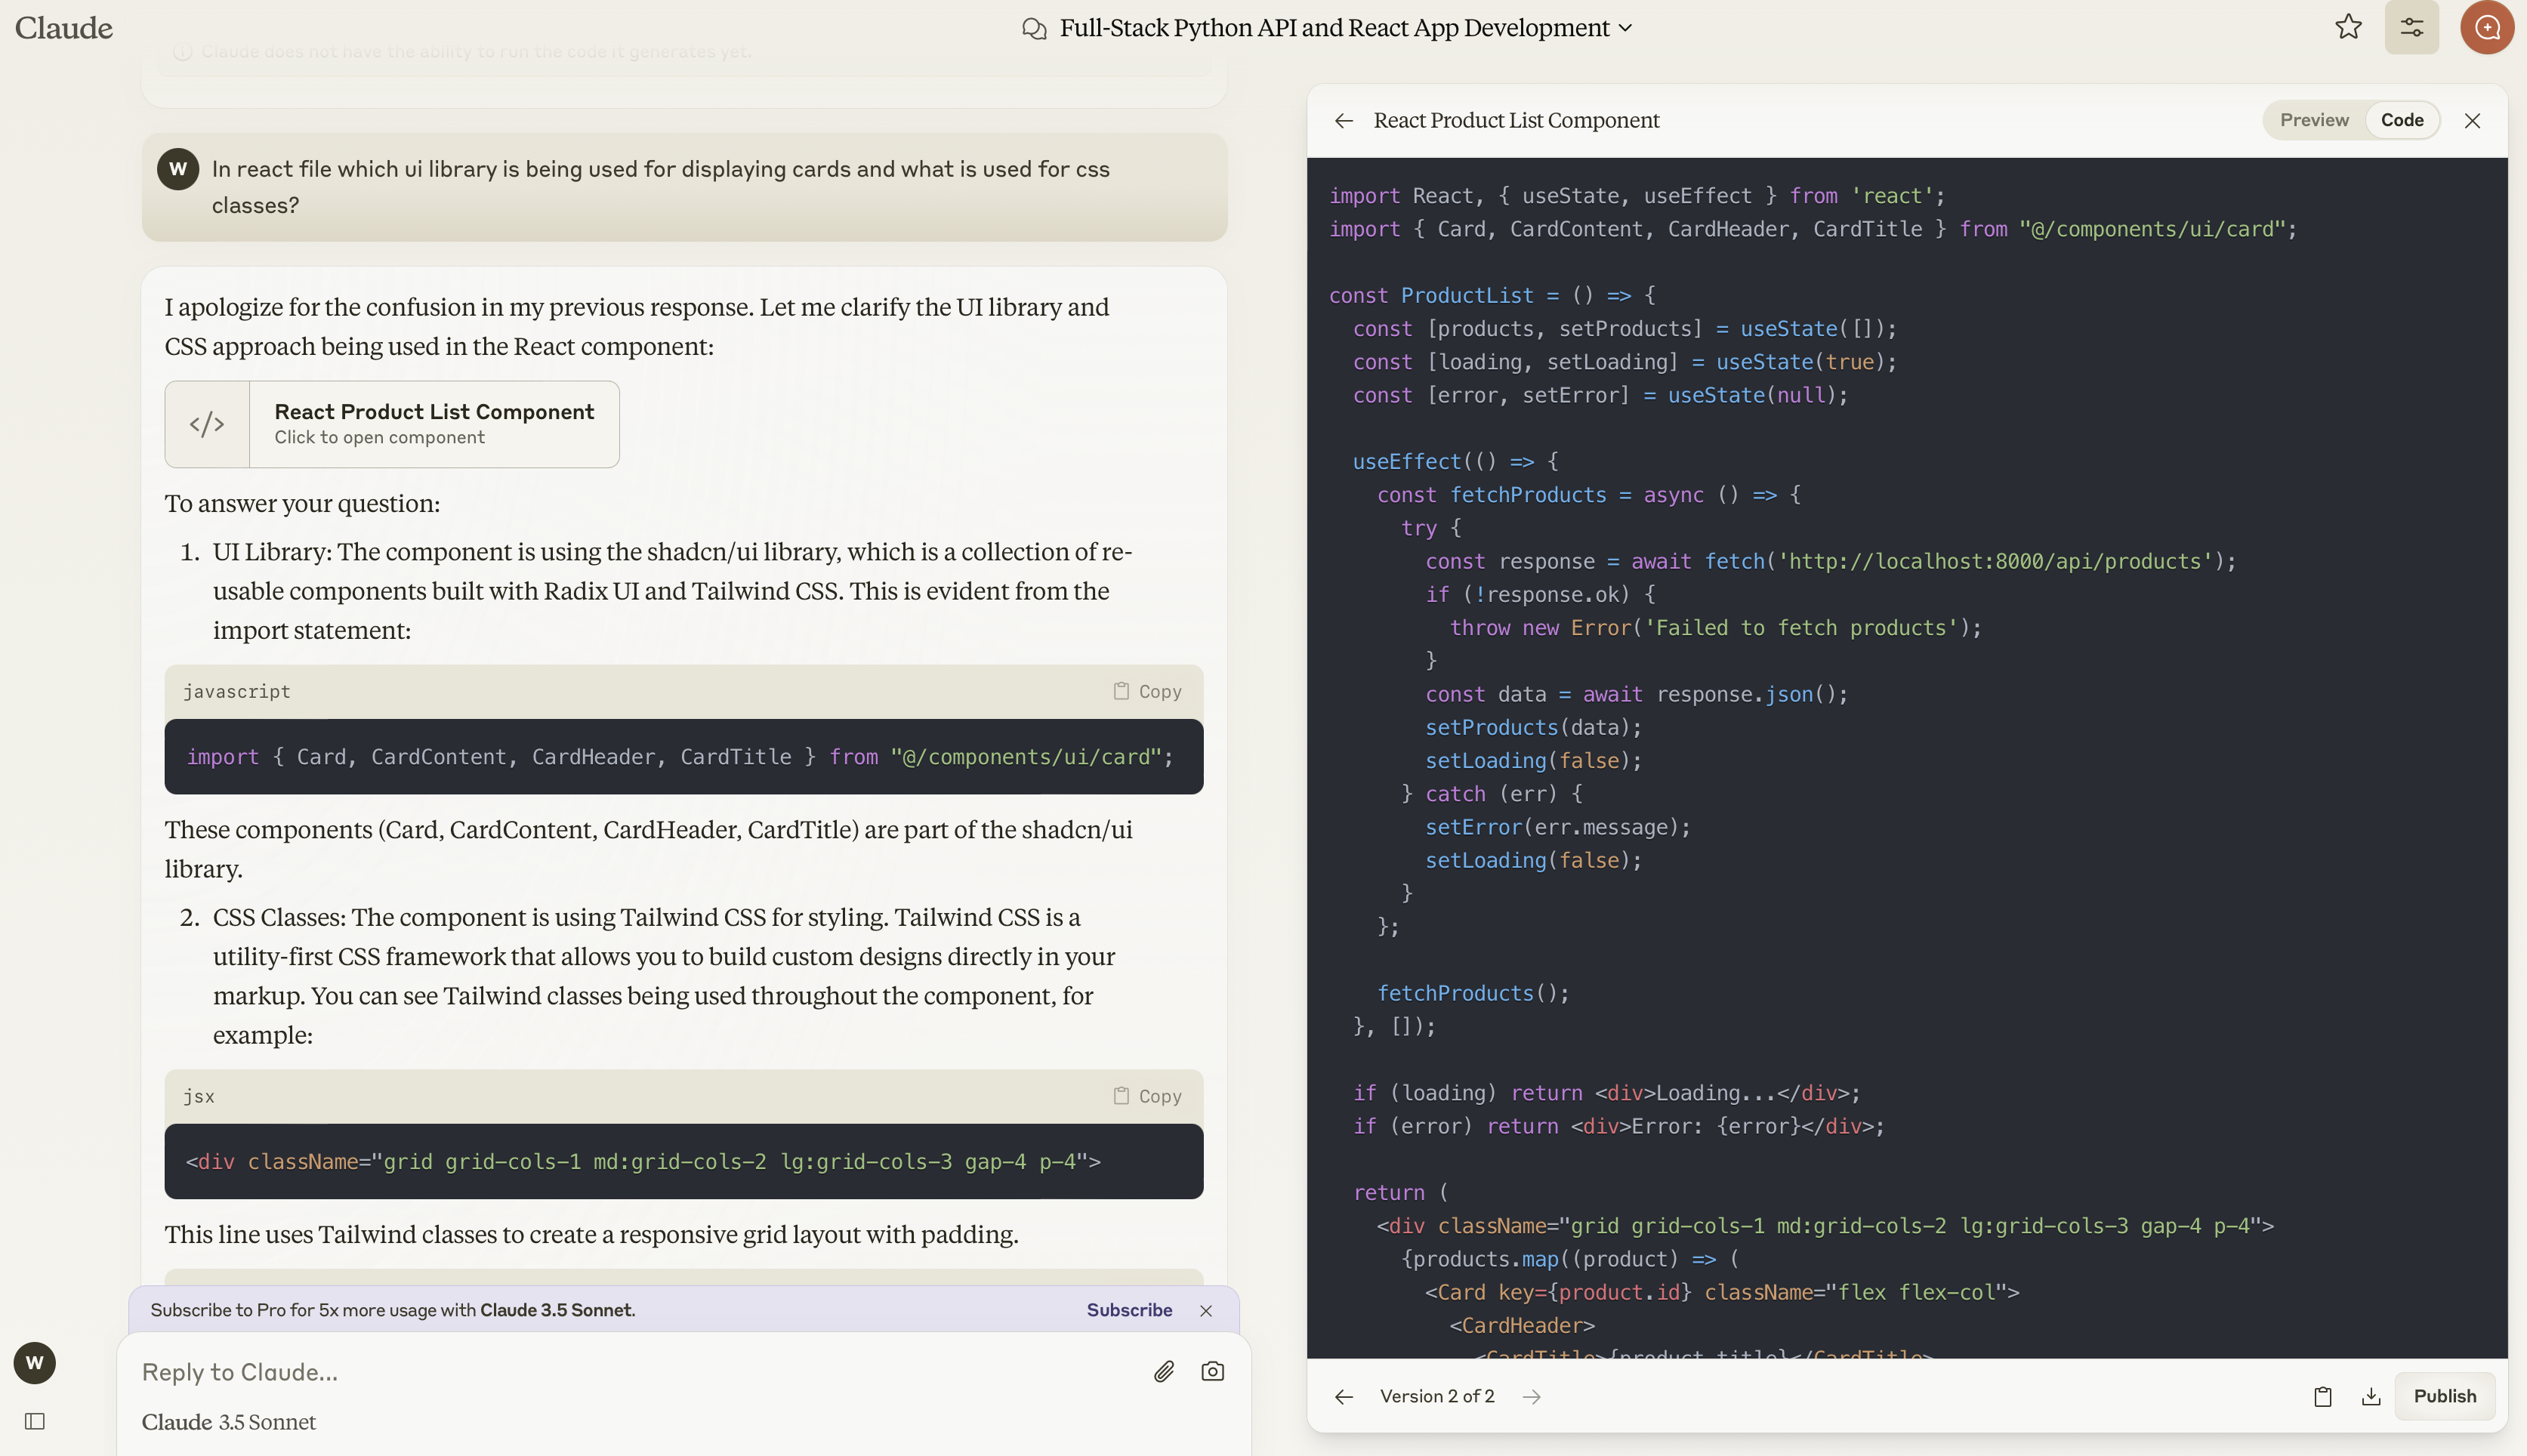 Claude
Full-Stack Python API and React App Development
Claude does not have the ability to run the code it generates yet.
W
In react file which ui library is being used for displaying cards and what is used for css
classes?
I apologize for the confusion in my previous response. Let me clarify the UI library and
CSS approach being used in the React component:
</>
React Product List Component
Click to open component
To answer your question:
1. UI Library: The component is using the shadcn/ui library, which is a collection of re-
usable components built with Radix UI and Tailwind CSS. This is evident from the
import statement:
javascript
Copy
import { Card, CardContent, CardHeader, CardTitle } from "@/components/ui/card";
These components (Card, CardContent, CardHeader, CardTitle) are part of the shadcn/ui
library.
2. CSS Classes: The component is using Tailwind CSS for styling. Tailwind CSS is a
utility-first CSS framework that allows you to build custom designs directly in your
markup. You can see Tailwind classes being used throughout the component, for
example:
jsx
Copy
<div className="grid grid-cols-1 md:grid-cols-2 lg:grid-cols-3 gap-4 p-4">
This line uses Tailwind classes to create a responsive grid layout with padding.
Subscribe to Pro for 5x more usage with Claude 3.5 Sonnet.
Subscribe
W
Reply to Claude...
Claude 3.5 Sonnet
React Product List Component
Preview
Code
import React, { useState, useEffect } from 'react';
import { Card, CardContent, CardHeader, CardTitle } from "@/components/ui/card";
const ProductList = () => {
const [products, setProducts] = useState([]);
const [loading, setLoading] = useState(true);
const [error, setError] = useState(null);
useEffect(() => {
const fetchProducts = async () => {
try {
const response = await fetch('http://localhost:8000/api/products');
if (!response.ok) {
throw new Error('Failed to fetch products');
}
const data = await response.json();
setProducts(data);
setLoading(false);
} catch (err) {
setError(err.message);
setLoading(false);
}
};
fetchProducts();
}, []);
if (loading) return <div>Loading...</div>;
if (error) return <div>Error: {error}</div>;
return (
<div className="grid grid-cols-1 md:grid-cols-2 lg:grid-cols-3 gap-4 p-4">
{products.map((product) => (
<Card key={product.id} className="flex flex-col">
<CardHeader>
<CardTitle>{product.title}</CardTitle>
Version 2 of 2
Publish